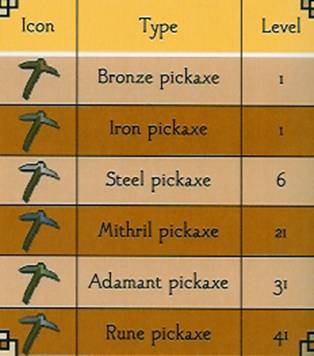 Icon Type Level
Bronze pickaxe 1
Iron pickaxe 1
Steel pickaxe 6
Mithril pickaxe 21
Adamant pickaxe 31
Rune pickaxe 41